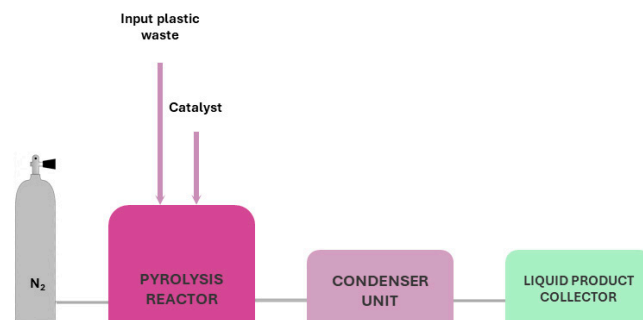 Input plastic
waste
Catalyst
N₂
PYROLYSIS
REACTOR
CONDENSER
UNIT
LIQUID PRODUCT
COLLECTOR